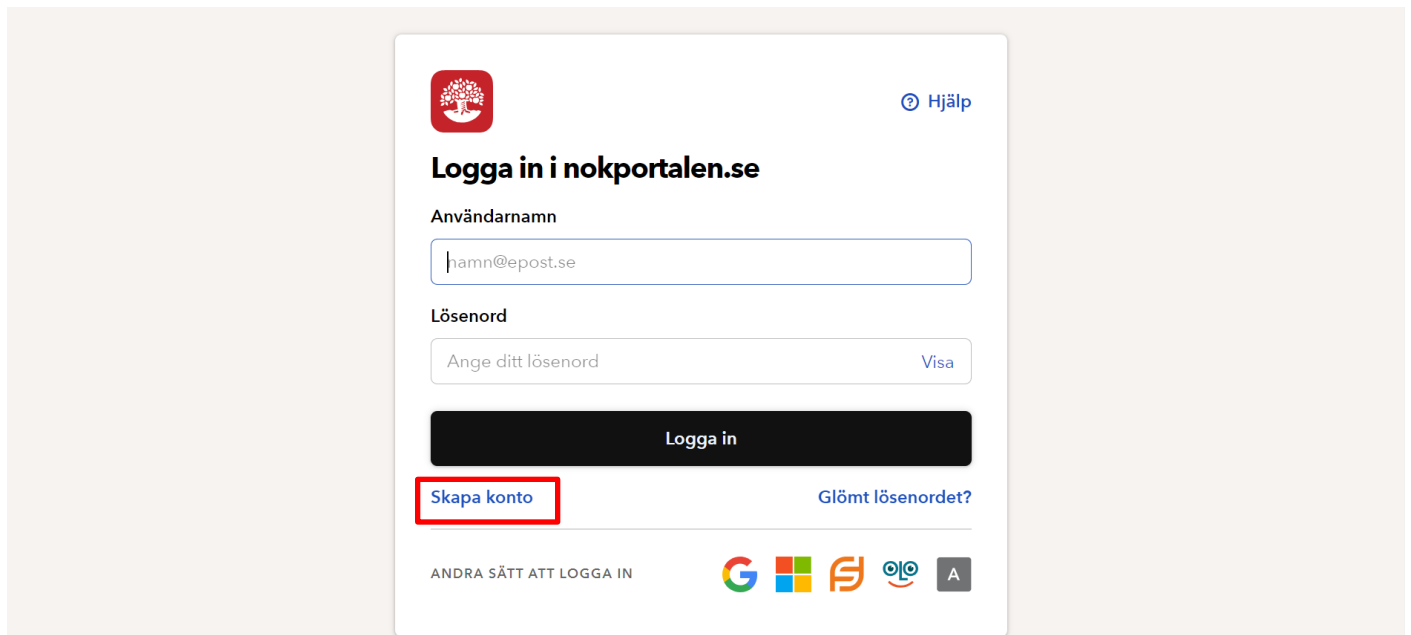 Hjälp
Logga in i nokportalen.se
Användarnamn
namn@epost.se
Lösenord
Ange ditt lösenord Visa
Logga in
Skapa konto Glömt lösenordet?
ANDRA SÄTT ATT LOGGA IN A